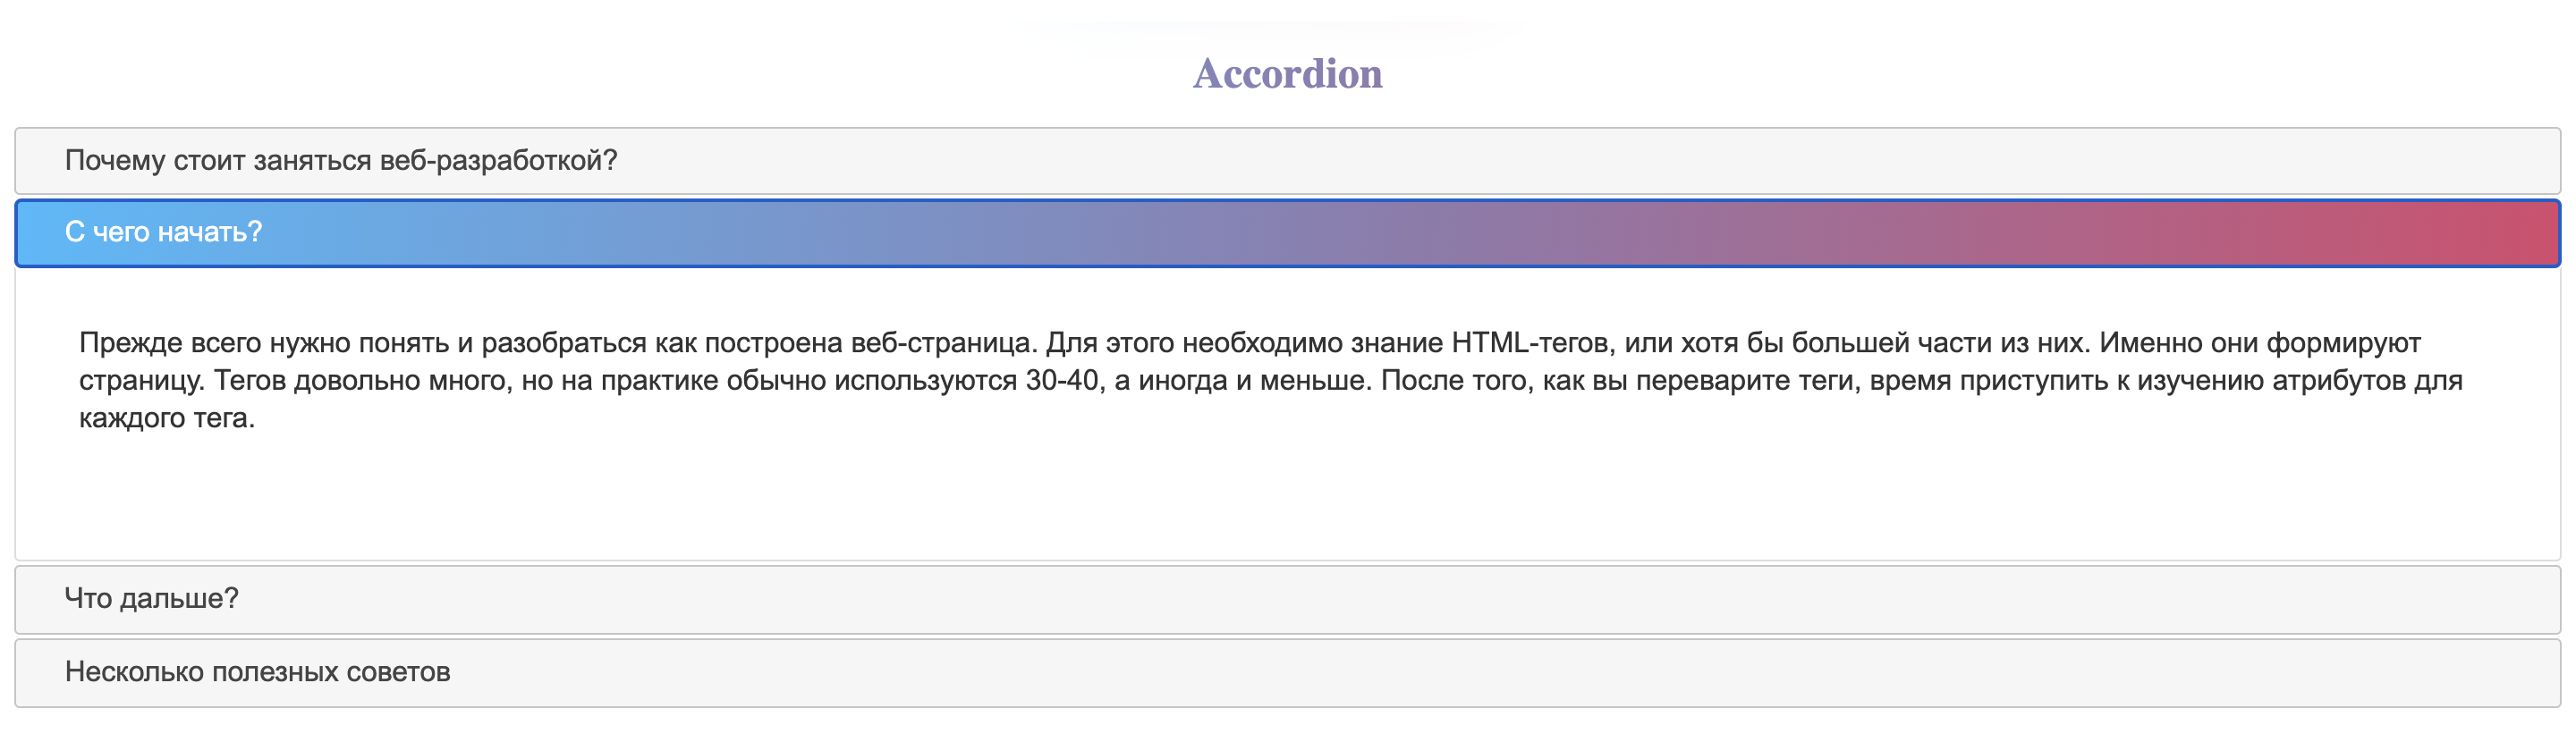 Accordion
Почему стоит заняться веб-разработкой?
С чего начать?
Прежде всего нужно понять и разобраться как построена веб-страница. Для этого необходимо знание HTML-тегов, или хотя бы большей части из них. Именно они формируют
страницу. Тегов довольно много, но на практике обычно используются 30-40, а иногда и меньше. После того, как вы переварите теги, время приступить к изучению атрибутов для
каждого тега.
Что дальше?
Несколько полезных советов